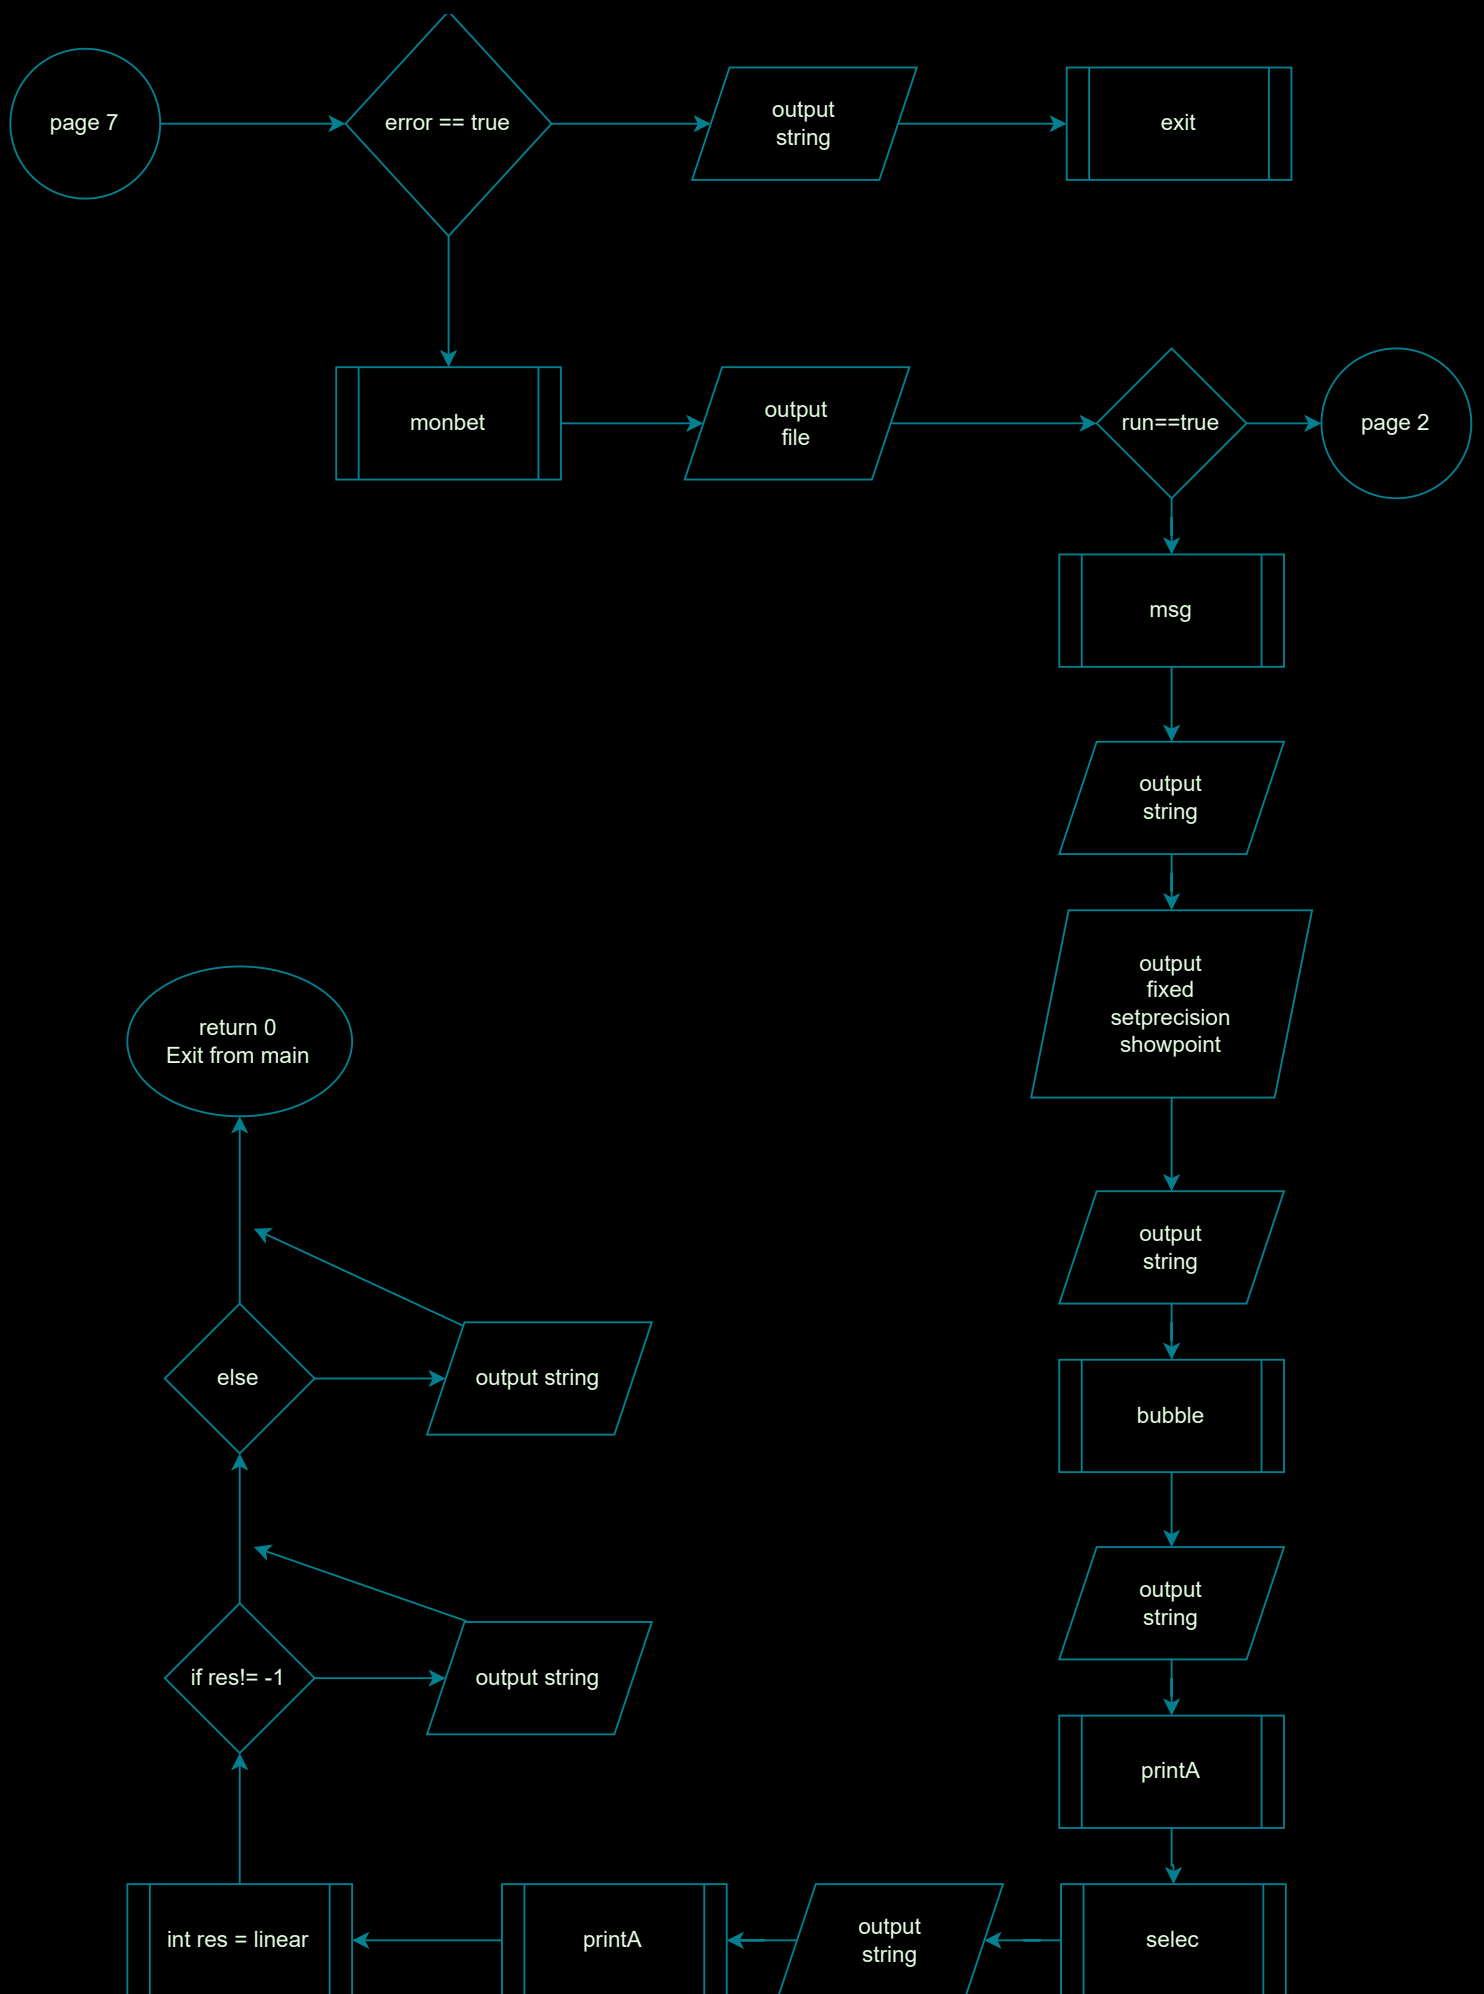 page 7
error == true
output
string
exit
monbet
output
file
run==true
page 2
msg
output
string
output
fixed
setprecision
showpoint
output
string
bubble
output
string
printA
selec
output
string
printA
int res = linear
if res!= -1
output string
else
output string
return 0
Exit from main